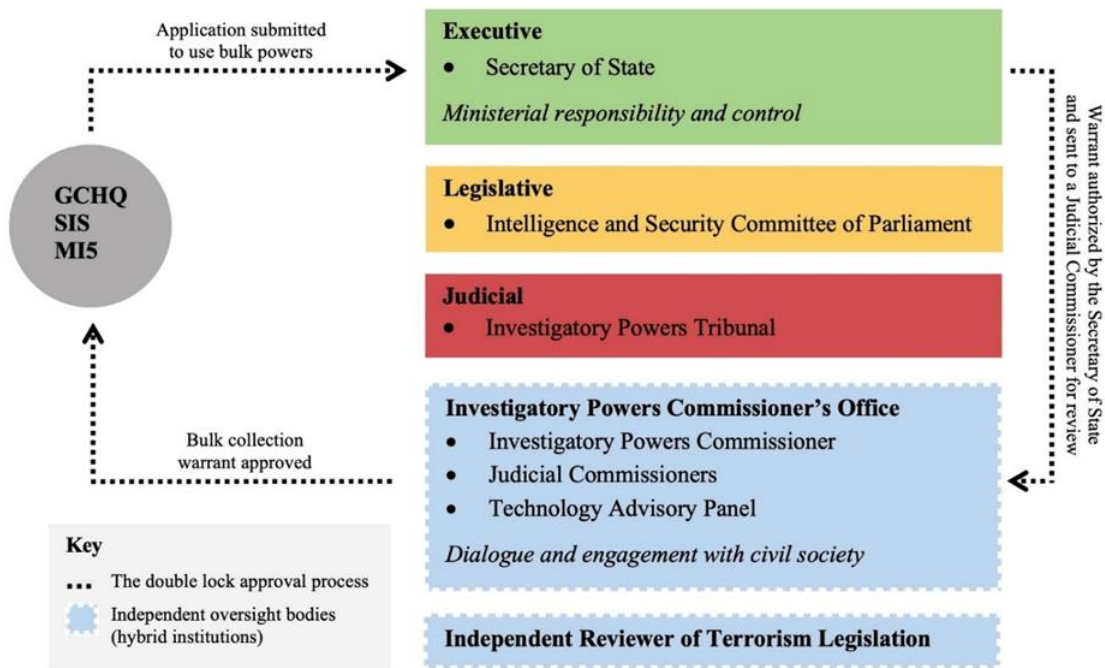 Application submitted
to use bulk powers
GCHQ
SIS
MI5
Bulk collection
warrant approved
Executive
• Secretary of State
Ministerial responsibility and control
Legislative
• Intelligence and Security Committee of Parliament
Judicial
• Investigatory Powers Tribunal
Investigatory Powers Commissioner’s Office
• Investigatory Powers Commissioner
• Judicial Commissioners
• Technology Advisory Panel
Dialogue and engagement with civil society
Independent Reviewer of Terrorism Legislation
Warrant authorized by the Secretary of State
and sent to a Judicial Commissioner for review
Key
The double lock approval process
Independent oversight bodies
(hybrid institutions)